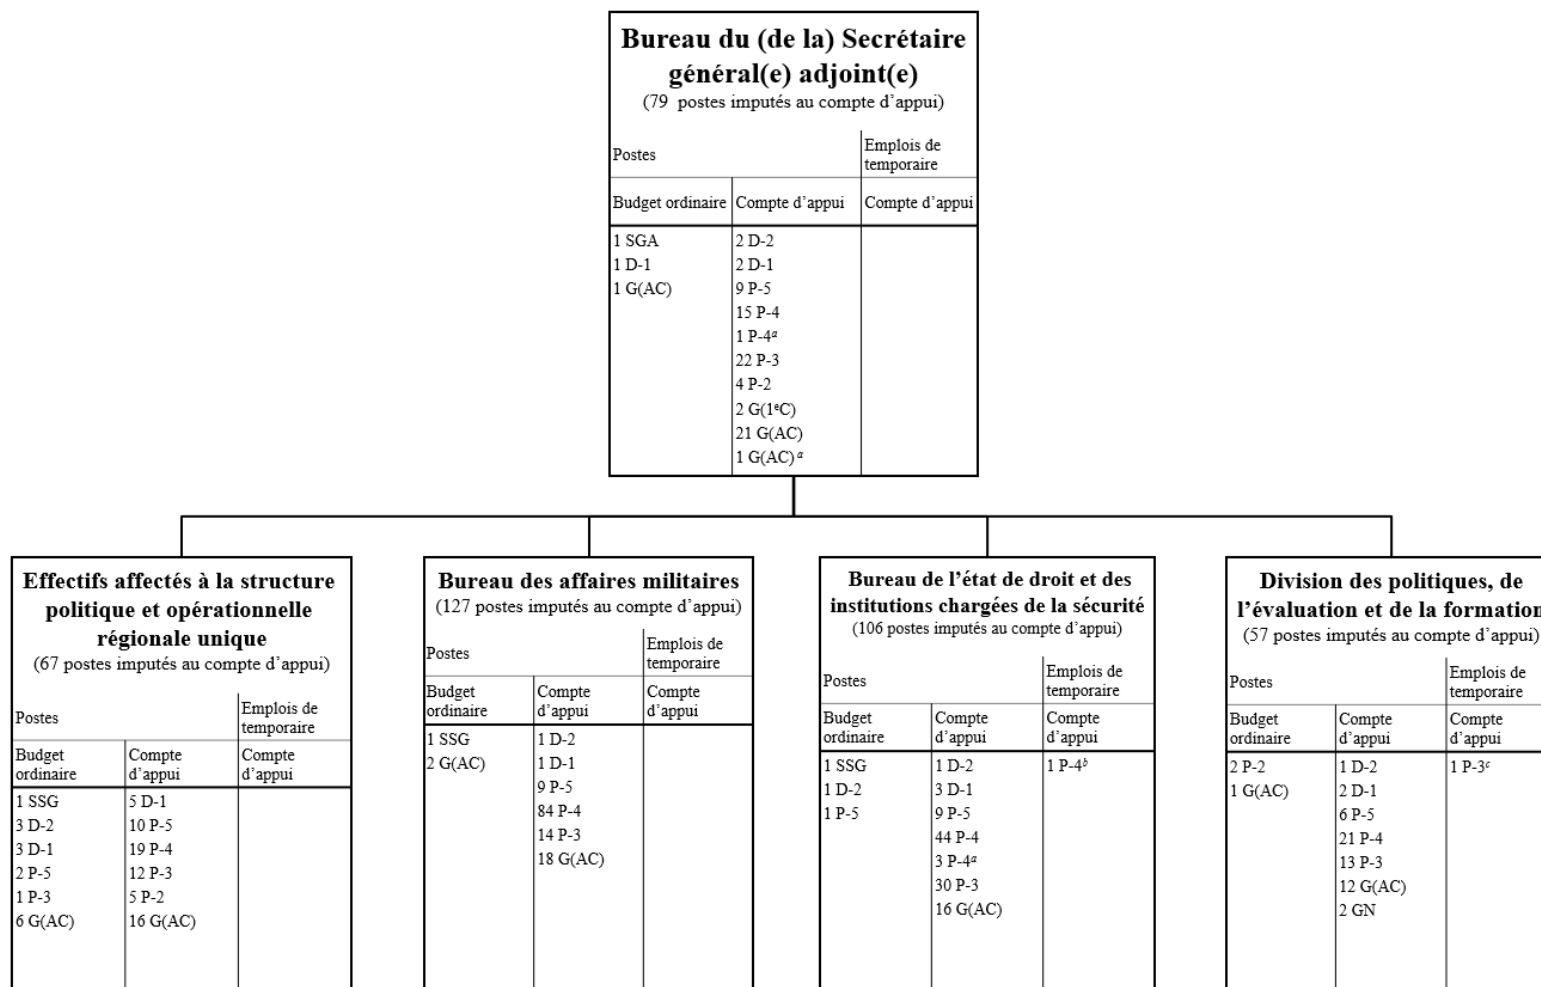 Bureau du (de la) Secrétaire
général(e) adjoint(e)
(79 postes imputés au compte d’appui)
Postes
Emplois de
temporaire
Budget ordinaire
Compte d’appui
Compte d’appui
1 SGA
1 D-1
1 G(AC)
2 D-2
2 D-1
9 P-5
15 P-4
1 P-4ᵃ
22 P-3
4 P-2
2 G(1ᵉC)
21 G(AC)
1 G(AC)ᵃ
Effectifs affectés à la structure
politique et opérationnelle
régionale unique
(67 postes imputés au compte d’appui)
Postes
Emplois de
temporaire
Budget
ordinaire
Compte
d’appui
Compte
d’appui
1 SSG
3 D-2
3 D-1
2 P-5
1 P-3
6 G(AC)
5 D-1
10 P-5
19 P-4
12 P-3
5 P-2
16 G(AC)
Bureau des affaires militaires
(127 postes imputés au compte d’appui)
Postes
Emplois de
temporaire
Budget
ordinaire
Compte
d’appui
Compte
d’appui
1 SSG
2 G(AC)
1 D-2
1 D-1
9 P-5
84 P-4
14 P-3
18 G(AC)
Bureau de l’état de droit et des
institutions chargées de la sécurité
(106 postes imputés au compte d’appui)
Postes
Emplois de
temporaire
Budget
ordinaire
Compte
d’appui
Compte
d’appui
1 SSG
1 D-2
1 P-5
1 D-2
3 D-1
9 P-5
44 P-4
3 P-4ᵃ
30 P-3
16 G(AC)
1 P-4ᵇ
Division des politiques, de
l’évaluation et de la formation
(57 postes imputés au compte d’appui)
Postes
Emplois de
temporaire
Budget
ordinaire
Compte
d’appui
Compte
d’appui
2 P-2
1 G(AC)
1 D-2
2 D-1
6 P-5
21 P-4
13 P-3
12 G(AC)
2 GN
1 P-3ᶜ